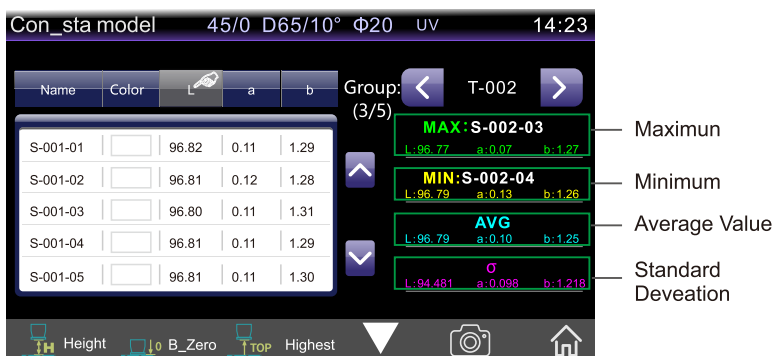 Con_sta model 45/0 D65/10° Φ20 UV 14:23
Name Color L a b
Group: T-002
(3/5)
S-001-01 96.82 0.11 1.29
S-001-02 96.81 0.12 1.28
S-001-03 96.80 0.11 1.31
S-001-04 96.81 0.11 1.29
S-001-05 96.81 0.11 1.30
MAX:S-002-03
L:96.77 a:0.07 b:1.27
Maximun
MIN:S-002-04
L:96.79 a:0.13 b:1.26
Minimum
AVG
L:96.79 a:0.10 b:1.25
Average Value
σ
L:94.481 a:0.098 b:1.218
Standard
Deveation
H Height 0 B_Zero TOP Highest